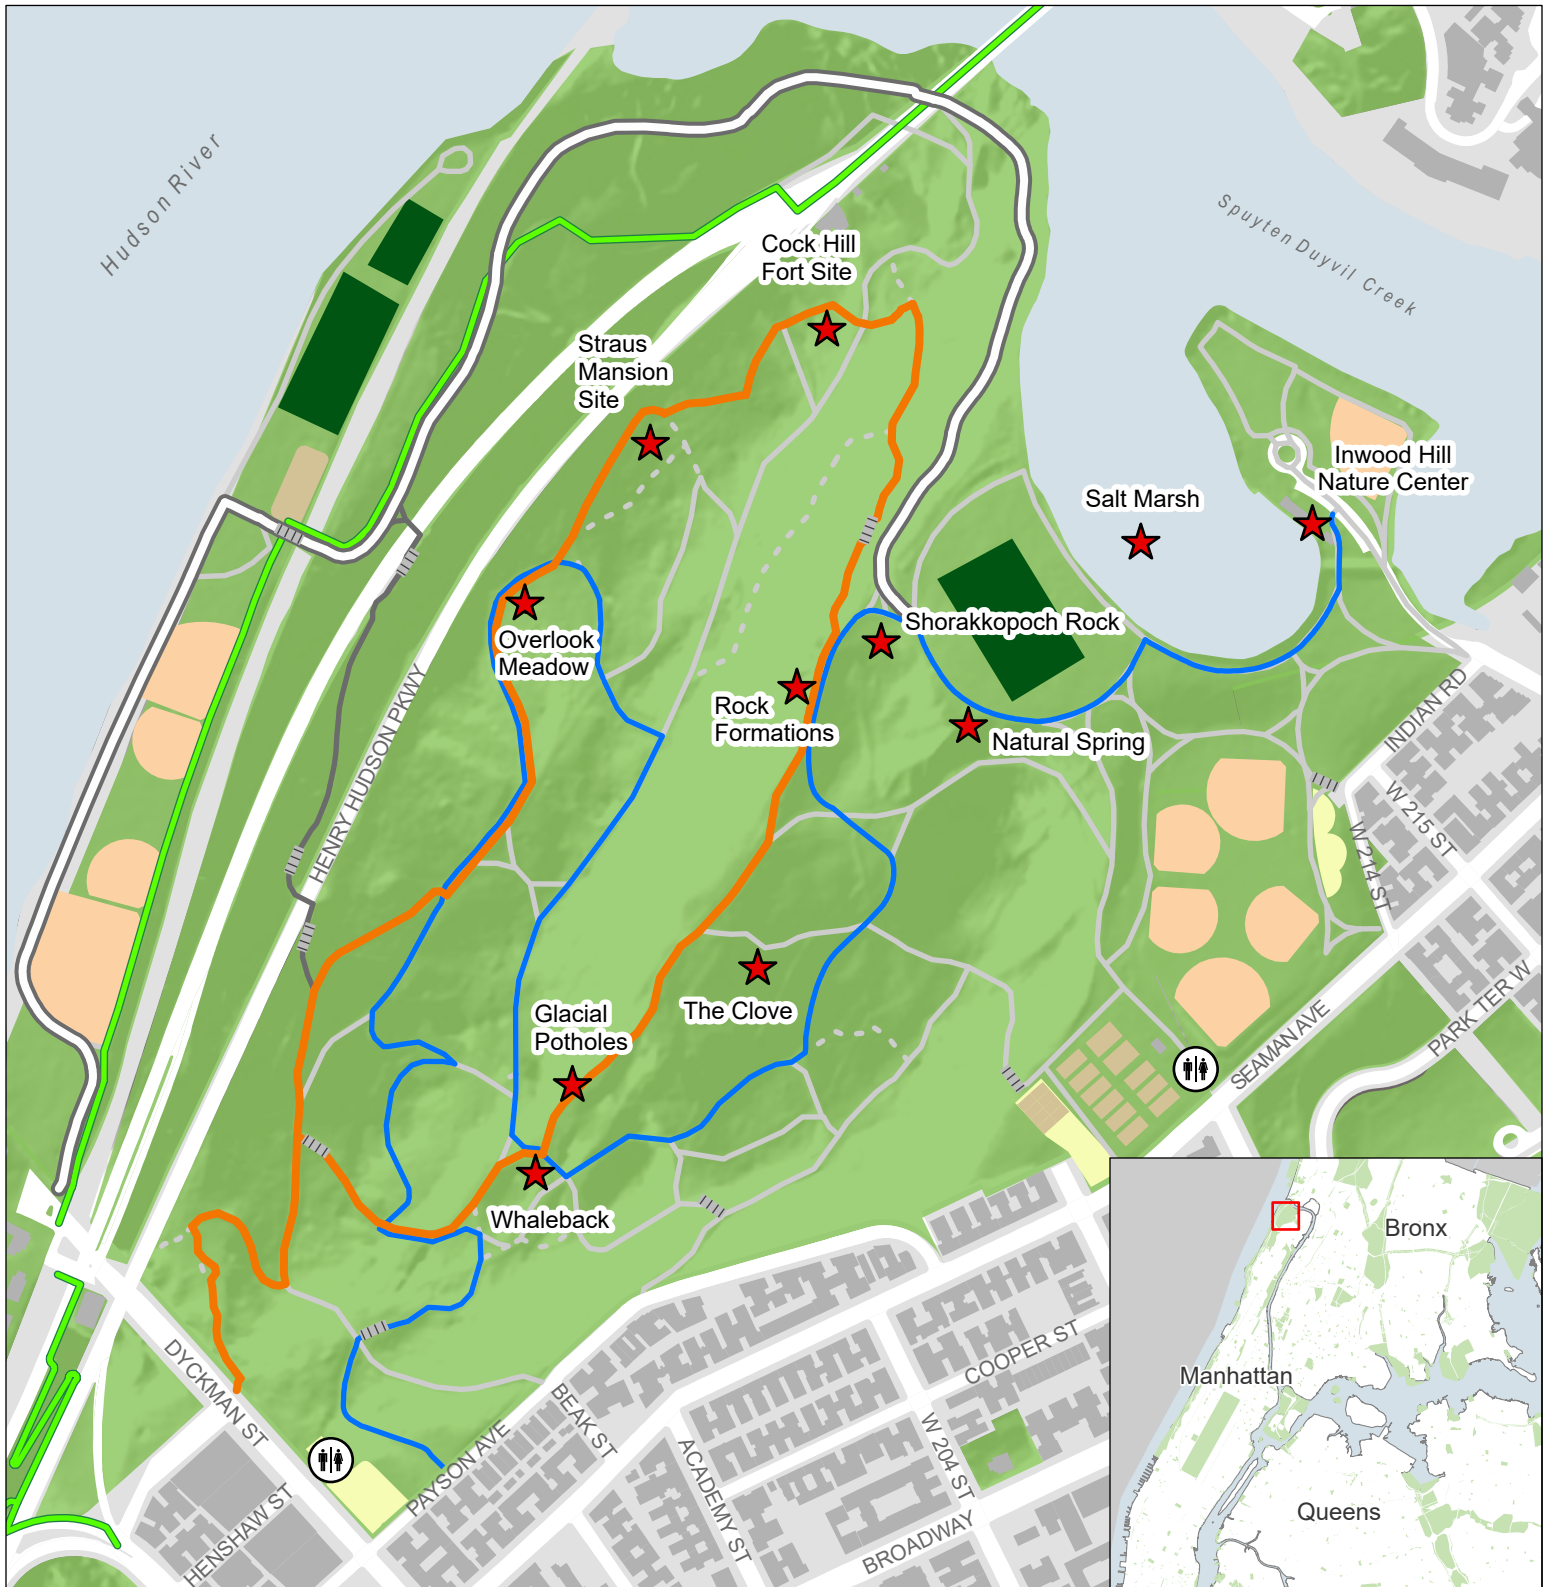 Hudson River
Spuyten Duyvil Creek
Cock Hill
Fort Site
Straus
Mansion
Site
Inwood Hill
Nature Center
Salt Marsh
Shorakkopoch Rock
Overlook
Meadow
Rock
Formations
Natural Spring
HENRY HUDSON PKWY
INDIAN RD
W 215 ST
W 214 ST
Glacial
Potholes
The Clove
PARK TER W
SEAMAN AVE
Whaleback
DYCKMAN ST
PAYSON AVE
BEAK ST
HENSHAW ST
ACADEMY ST
COOPER ST
W 204 ST
BROADWAY
Bronx
Manhattan
Queens